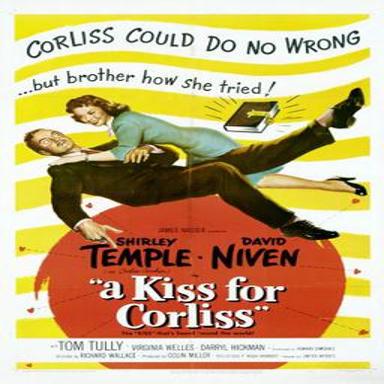 CORLISS COULD DO NO WRONG
...but brother how she tried!
SHIRLEY DAVID
TEMPLE · NIVEN
"a Kiss for
Corliss"
TOM TULLY · VIRGINIA WELLES · DARRYL HICKMAN
RICHARD WALLACE · COLIN MILLER